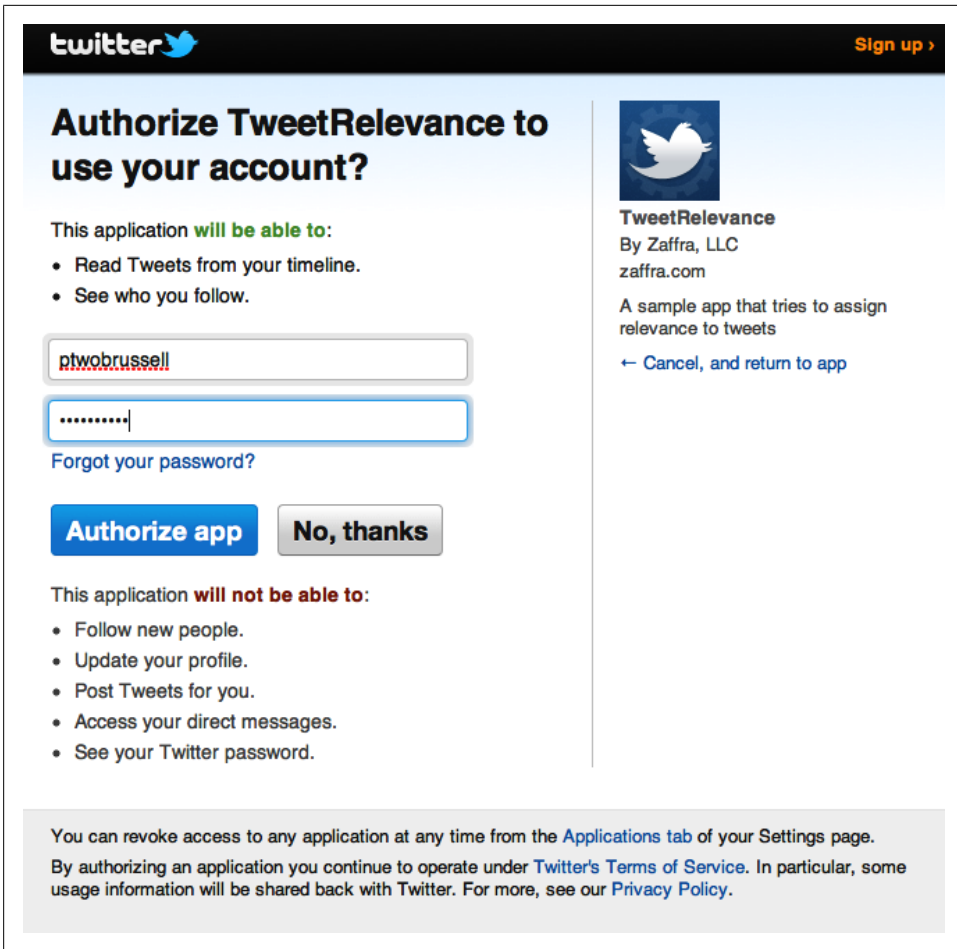 twitter
Sign up ›
Authorize TweetRelevance to
use your account?
This application will be able to:
• Read Tweets from your timeline.
• See who you follow.
ptwobrussell
••••••••••
Forgot your password?
Authorize app
No, thanks
This application will not be able to:
• Follow new people.
• Update your profile.
• Post Tweets for you.
• Access your direct messages.
• See your Twitter password.
TweetRelevance
By Zaffra, LLC
zaffra.com
A sample app that tries to assign
relevance to tweets
← Cancel, and return to app
You can revoke access to any application at any time from the Applications tab of your Settings page.
By authorizing an application you continue to operate under Twitter's Terms of Service. In particular, some
usage information will be shared back with Twitter. For more, see our Privacy Policy.